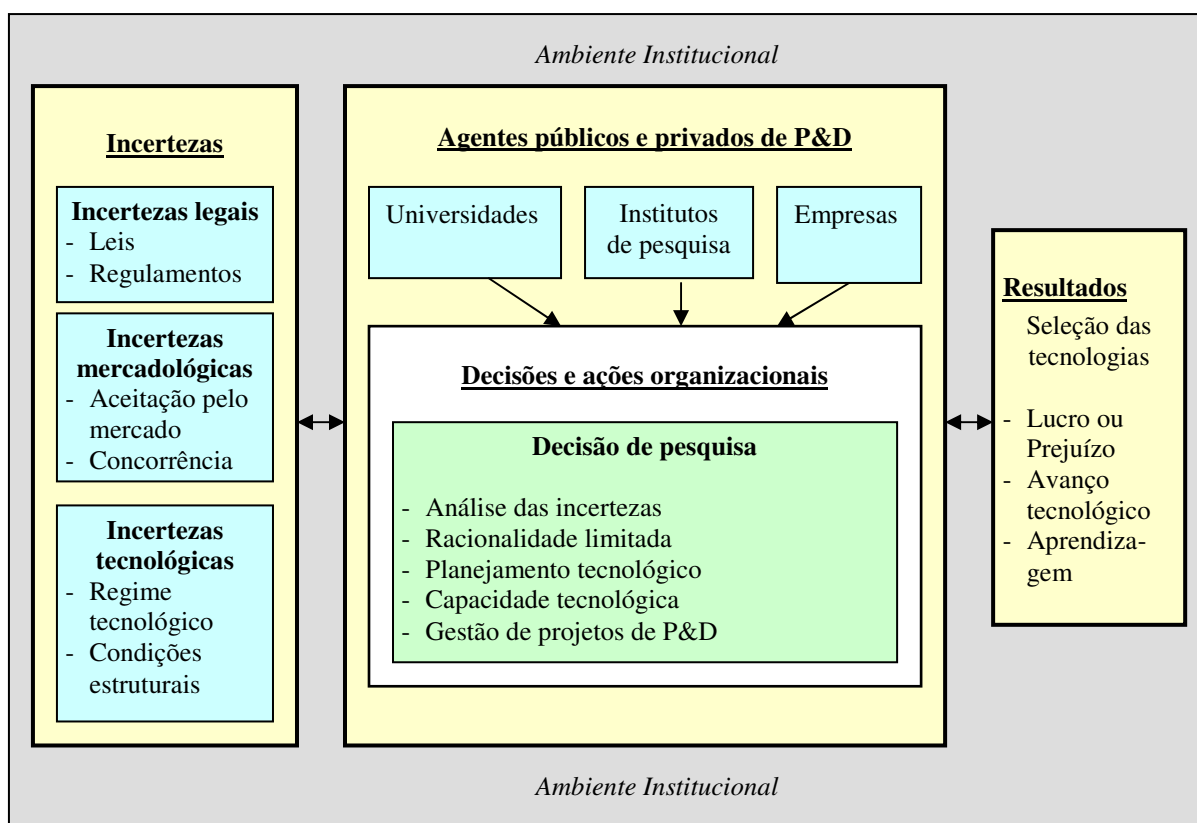 Ambiente Institucional
Incertezas
Incertezas legais
- Leis
- Regulamentos
Incertezas
mercadológicas
- Aceitação pelo
mercado
- Concorrência
Incertezas
tecnológicas
- Regime
tecnológico
- Condições
estruturais
Agentes públicos e privados de P&D
Universidades
Institutos
de pesquisa
Empresas
Decisões e ações organizacionais
Decisão de pesquisa
- Análise das incertezas
- Racionalidade limitada
- Planejamento tecnológico
- Capacidade tecnológica
- Gestão de projetos de P&D
Resultados
Seleção das
tecnologias
- Lucro ou
Prejuízo
- Avanço
tecnológico
- Aprendiza-
gem
Ambiente Institucional